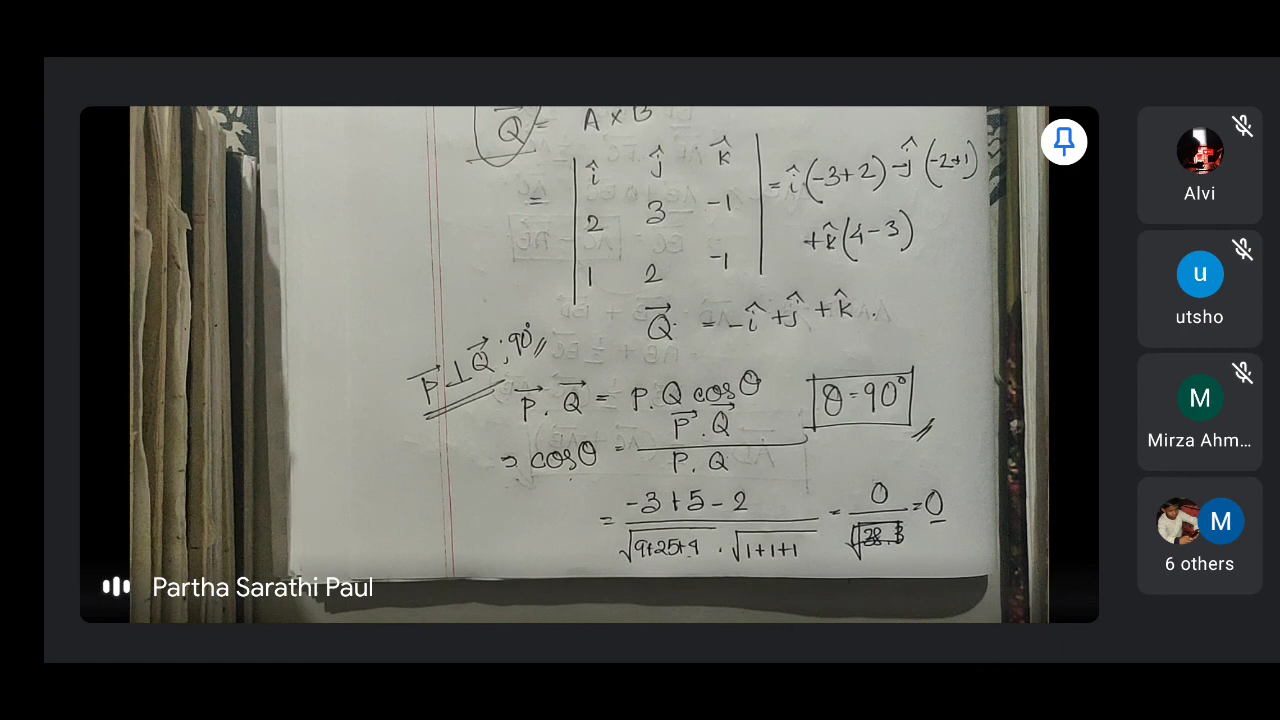 Q⃗ = A × B
= | î ĵ k̂ | = î(-3+2) -ĵ(-2+1)
2 3 -1
+k̂(4-3)
1 2 -1
Q⃗ = -î +ĵ +k̂.
P⃗ ⊥ Q⃗ ; 90°
P⃗ . Q⃗ = P. Q cosθ
θ = 90°
⇒ cosθ = P⃗ . Q⃗ / P. Q
= -3+5-2 / √9+25+4 . √1+1+1 = 0 / = 0
Partha Sarathi Paul
Alvi
u
utsho
M
Mirza Ahm...
M
6 others